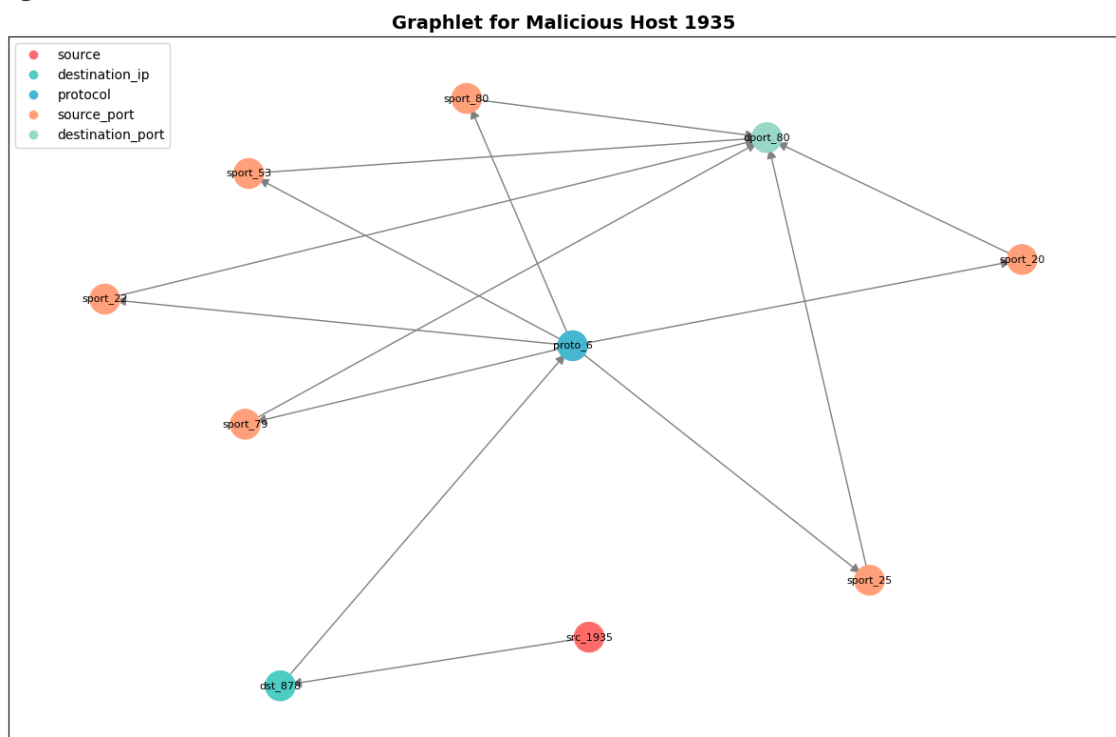 Graphlet for Malicious Host 1935
source
destination_ip
protocol
source_port
destination_port
sport_80
dport_80
sport_53
sport_20
sport_22
proto_6
sport_79
sport_25
src_1935
dst_878